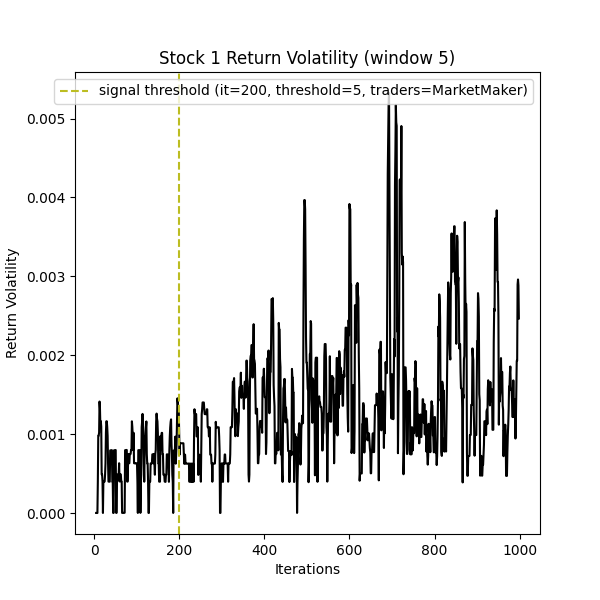 Stock 1 Return Volatility (window 5)
signal threshold (it=200, threshold=5, traders=MarketMaker)
0.005
0.004
0.003
0.002
0.001
0.000
Return Volatility
0 200 400 600 800 1000
Iterations